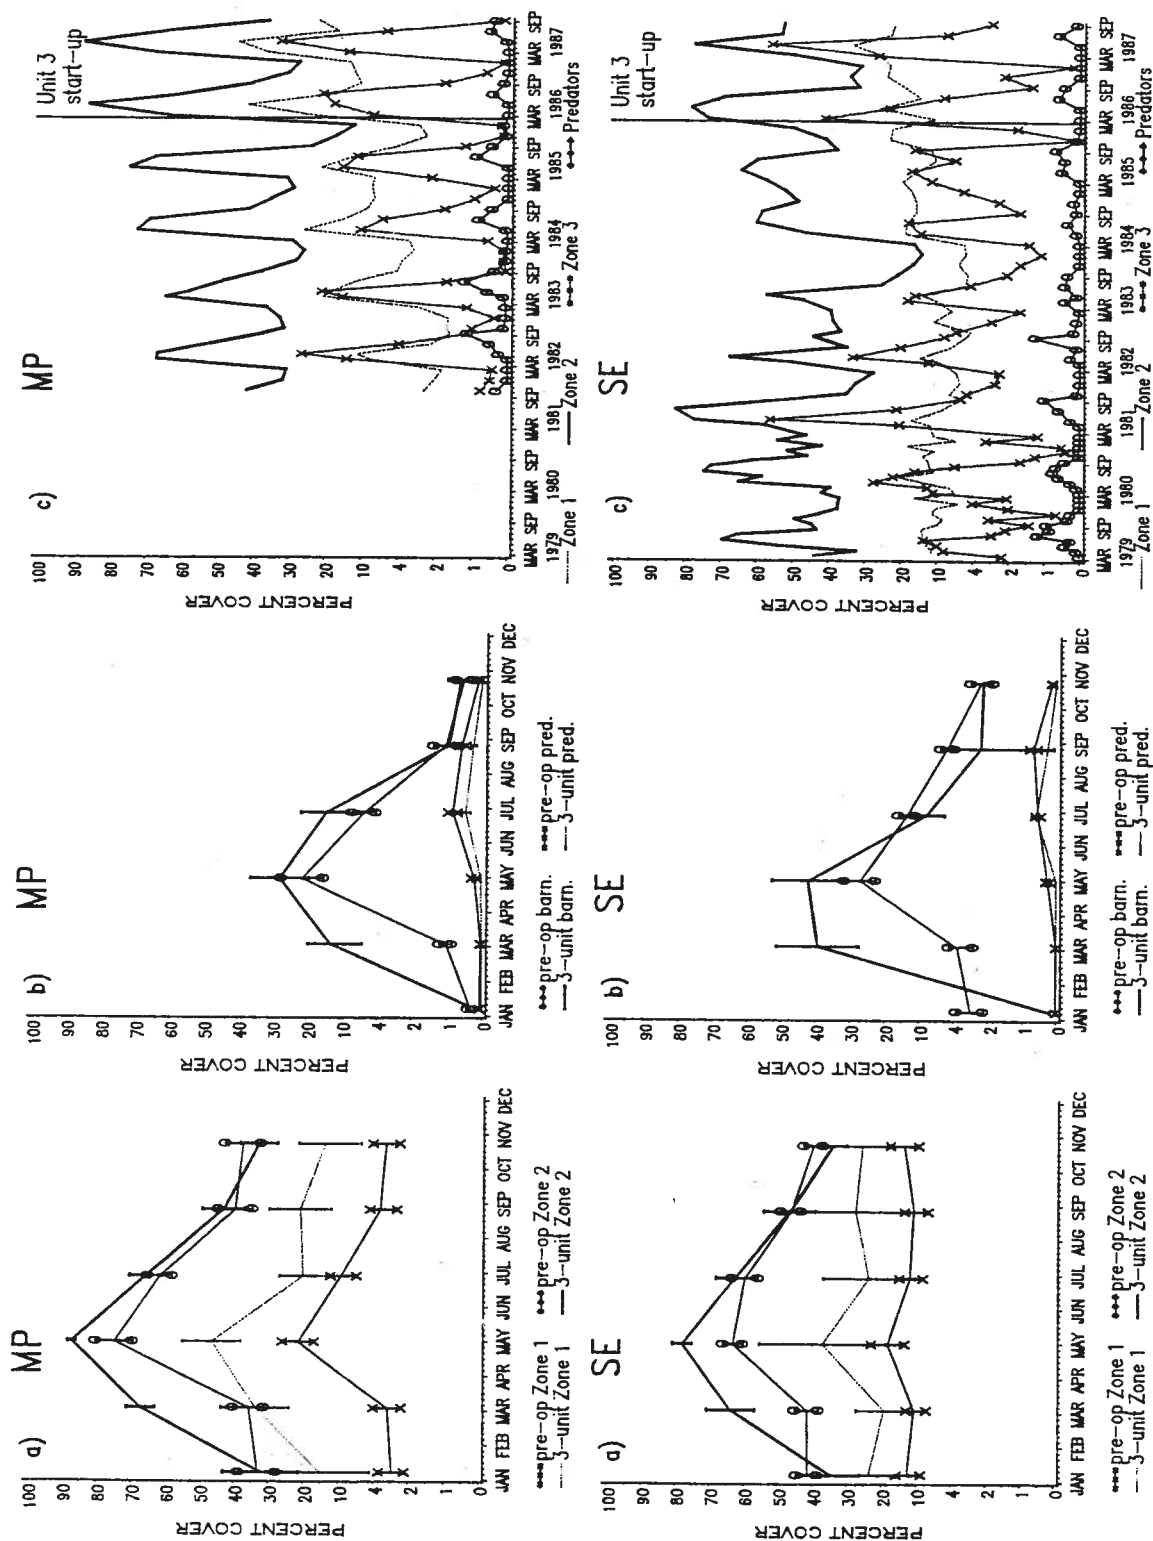 MP
a)
PERCENT COVER
100
90
80
70
60
50
40
30
20
10
4
2
1
0
JAN FEB MAR APR MAY JUN JUL AUG SEP OCT NOV DEC
pre-op Zone 1
pre-op Zone 2
3-unit Zone 1
3-unit Zone 2
MP
b)
PERCENT COVER
100
90
80
70
60
50
40
30
20
10
4
2
1
0
JAN FEB MAR APR MAY JUN JUL AUG SEP OCT NOV DEC
pre-op barn.
pre-op pred.
3-unit barn.
3-unit pred.
MP
c)
Unit 3
start-up
PERCENT COVER
100
90
80
70
60
50
40
30
20
10
4
2
1
0
MAR SEP MAR SEP MAR SEP MAR SEP MAR SEP MAR SEP MAR SEP MAR SEP MAR SEP
1979 1980 1981 1982 1983 1984 1985 1986 1987
Zone 1 Zone 2 Zone 3 Predators
SE
a)
PERCENT COVER
100
90
80
70
60
50
40
30
20
10
4
2
1
0
JAN FEB MAR APR MAY JUN JUL AUG SEP OCT NOV DEC
pre-op Zone 1
pre-op Zone 2
3-unit Zone 1
3-unit Zone 2
SE
b)
PERCENT COVER
100
90
80
70
60
50
40
30
20
10
4
2
1
0
JAN FEB MAR APR MAY JUN JUL AUG SEP OCT NOV DEC
pre-op barn.
pre-op pred.
3-unit barn.
3-unit pred.
SE
c)
Unit 3
start-up
PERCENT COVER
100
90
80
70
60
50
40
30
20
10
4
2
1
0
MAR SEP MAR SEP MAR SEP MAR SEP MAR SEP MAR SEP MAR SEP MAR SEP MAR SEP
1979 1980 1981 1982 1983 1984 1985 1986 1987
Zone 1 Zone 2 Zone 3 Predators